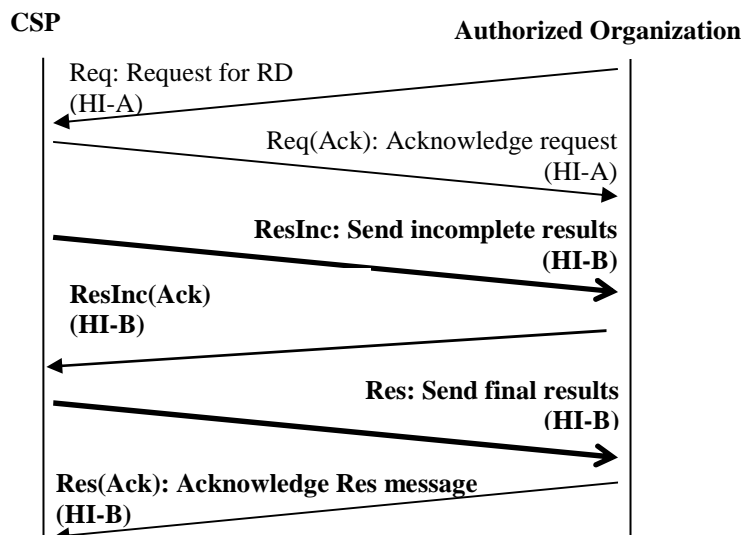 CSP
Authorized Organization
Req: Request for RD
(HI-A)
Req(Ack): Acknowledge request
(HI-A)
ResInc: Send incomplete results
(HI-B)
ResInc(Ack)
(HI-B)
Res: Send final results
(HI-B)
Res(Ack): Acknowledge Res message
(HI-B)